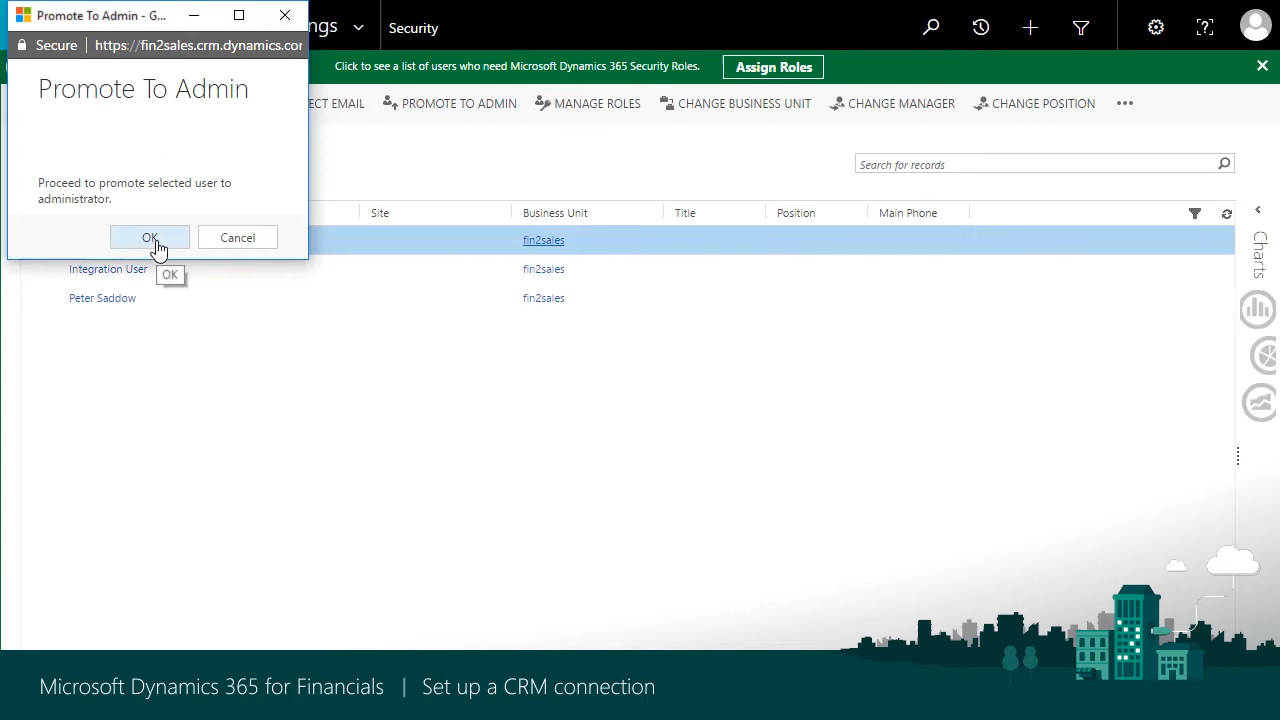 Promote To Admin - G...
ngs
Security
Secure
https://fin2sales.crm.dynamics.co
Click to see a list of users who need Microsoft Dynamics 365 Security Roles.
Assign Roles
Promote To Admin
ECT EMAIL
PROMOTE TO ADMIN
MANAGE ROLES
CHANGE BUSINESS UNIT
CHANGE MANAGER
CHANGE POSITION
Search for records
Proceed to promote selected user to
administrator.
Site
Business Unit
Title
Position
Main Phone
OK
Cancel
fin2sales
Charts
Integration User
fin2sales
OK
Peter Saddow
fin2sales
Microsoft Dynamics 365 for Financials | Set up a CRM connection